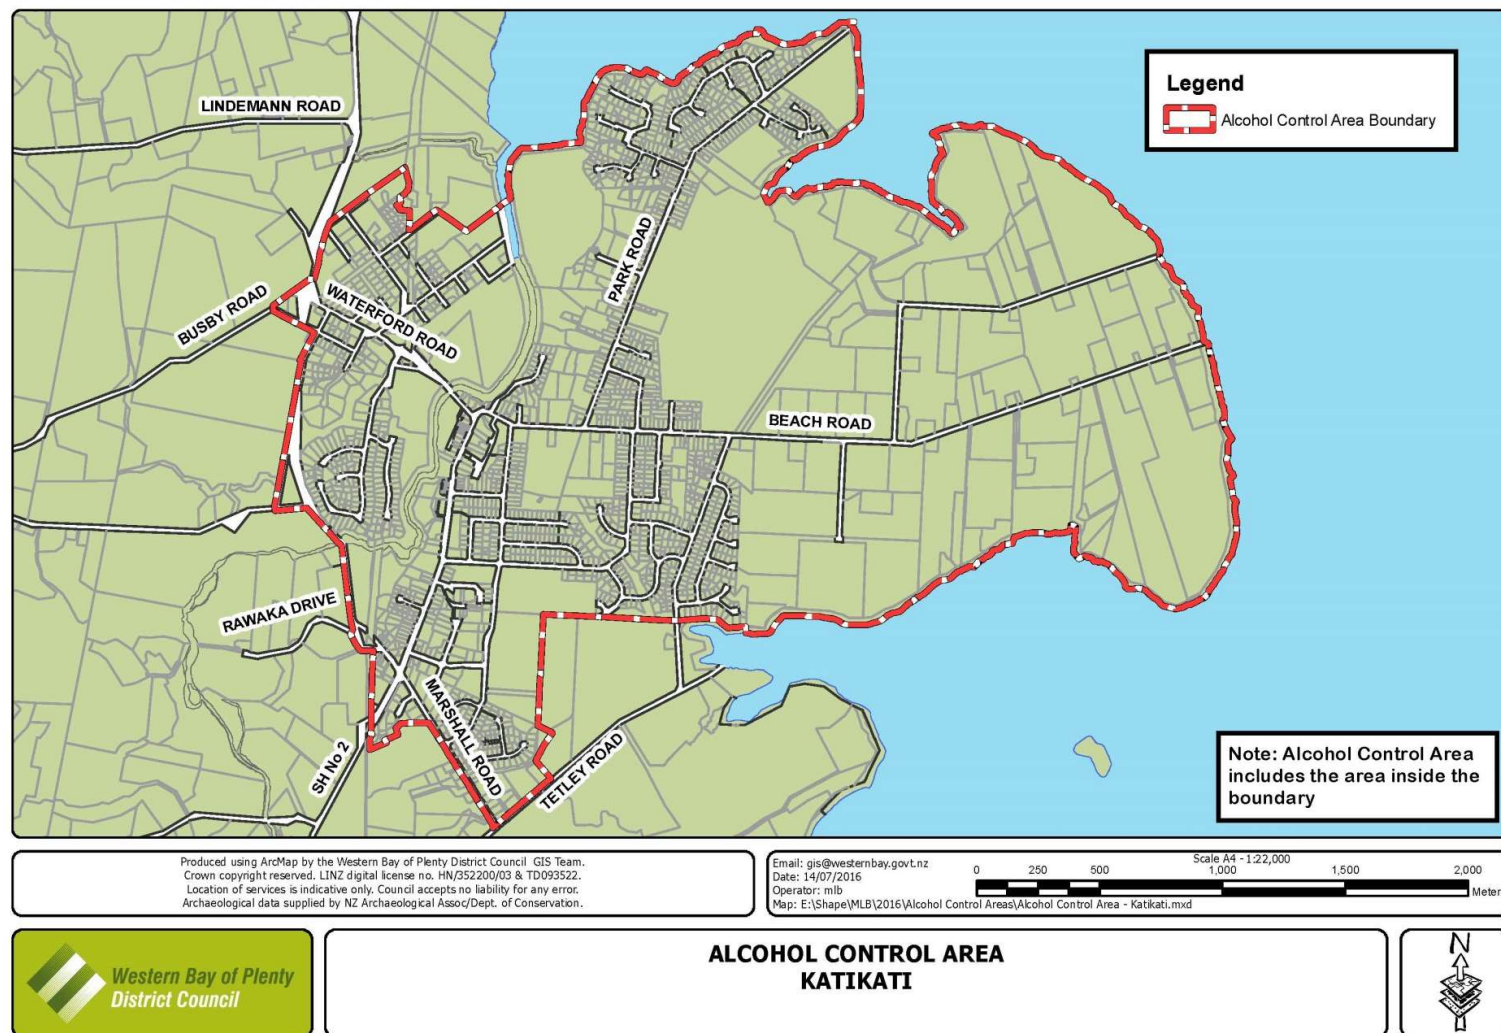 LINDEMANN ROAD
BUSBY ROAD
WATERFORD ROAD
PARK ROAD
BEACH ROAD
RAWAKA DRIVE
MARSHALL ROAD
SH No 2
TETLEY ROAD
Legend
Alcohol Control Area Boundary
Note: Alcohol Control Area
includes the area inside the
boundary
Produced using ArcMap by the Western Bay of Plenty District Council GIS Team.
Crown copyright reserved. LINZ digital license no. HN/352200/03 & TD093522.
Location of services is indicative only. Council accepts no liability for any error.
Archaeological data supplied by NZ Archaeological Assoc/Dept. of Conservation.
Email: gis@westernbay.govt.nz
Date: 14/07/2016
Operator: mlb
Map: E:\Shape\MLB\2016\Alcohol Control Areas\Alcohol Control Area - Katikati.mxd
Scale A4 - 1:22,000
0 250 500 1,000 1,500 2,000
Meter
Western Bay of Plenty
District Council
ALCOHOL CONTROL AREA
KATIKATI
N